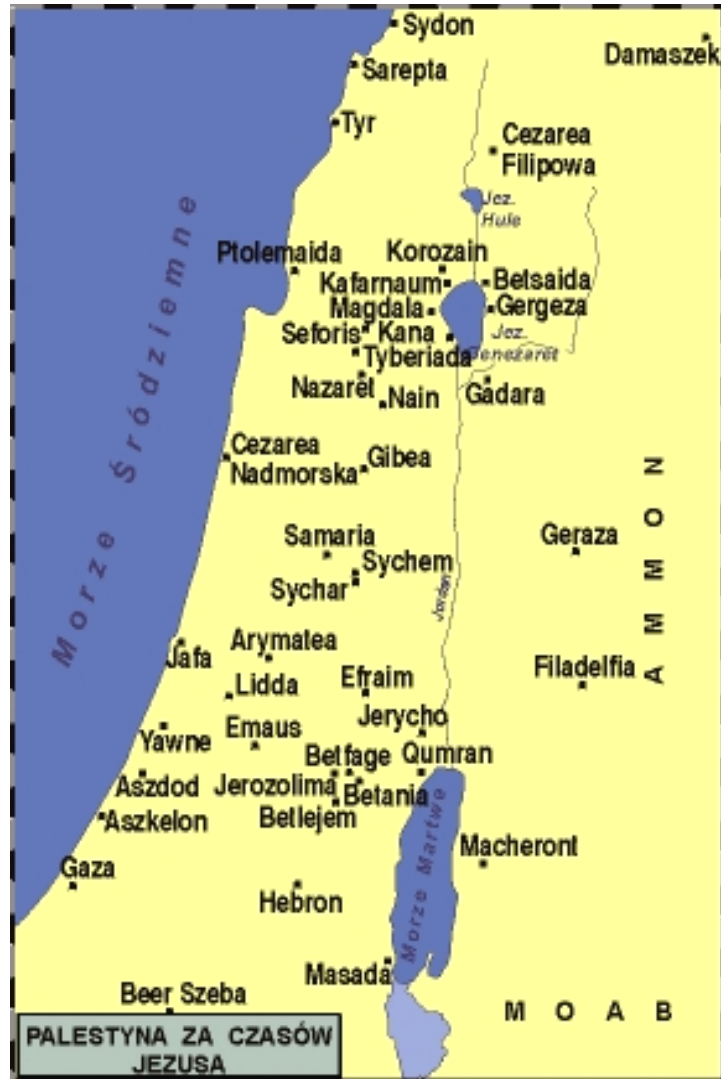 Sydon
Damaszek
Sarepta
Tyr
Cezarea
Filipowa
Jez.
Hule
Ptolemaida
Korozain
Kafarnaum
Betsaida
Magdala
Gergeza
Seforis
Kana
Jez.
Genezaret
Tyberiada
Nazaret
Nain
Gadara
Cezarea
Nadmorska
Gibea
Morze Śródziemne
AMMON
Samaria
Geraza
Sychem
Sychar
Jordan
Arymatea
Jafa
Efraim
Filadelfia
Lidda
Jerycho
Emaus
Yawne
Betfage
Qumran
Aszdod
Jerozolima
Betania
Aszkelon
Betlejem
Morze Martwe
Macheront
Gaza
Hebron
Masada
Beer Szeba
MOAB
PALESTYNA ZA CZASÓW
JEZUSA